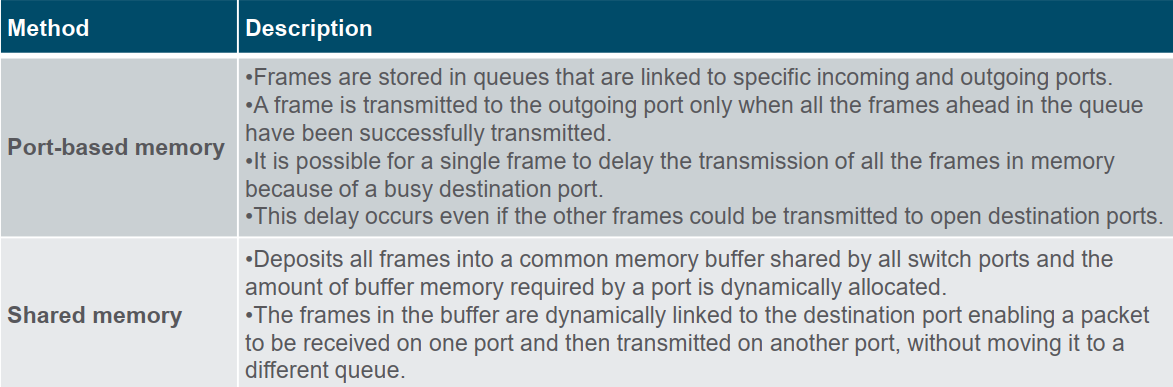 Method
Description
Port-based memory
•Frames are stored in queues that are linked to specific incoming and outgoing ports.
•A frame is transmitted to the outgoing port only when all the frames ahead in the queue
have been successfully transmitted.
•It is possible for a single frame to delay the transmission of all the frames in memory
because of a busy destination port.
•This delay occurs even if the other frames could be transmitted to open destination ports.
Shared memory
•Deposits all frames into a common memory buffer shared by all switch ports and the
amount of buffer memory required by a port is dynamically allocated.
•The frames in the buffer are dynamically linked to the destination port enabling a packet
to be received on one port and then transmitted on another port, without moving it to a
different queue.